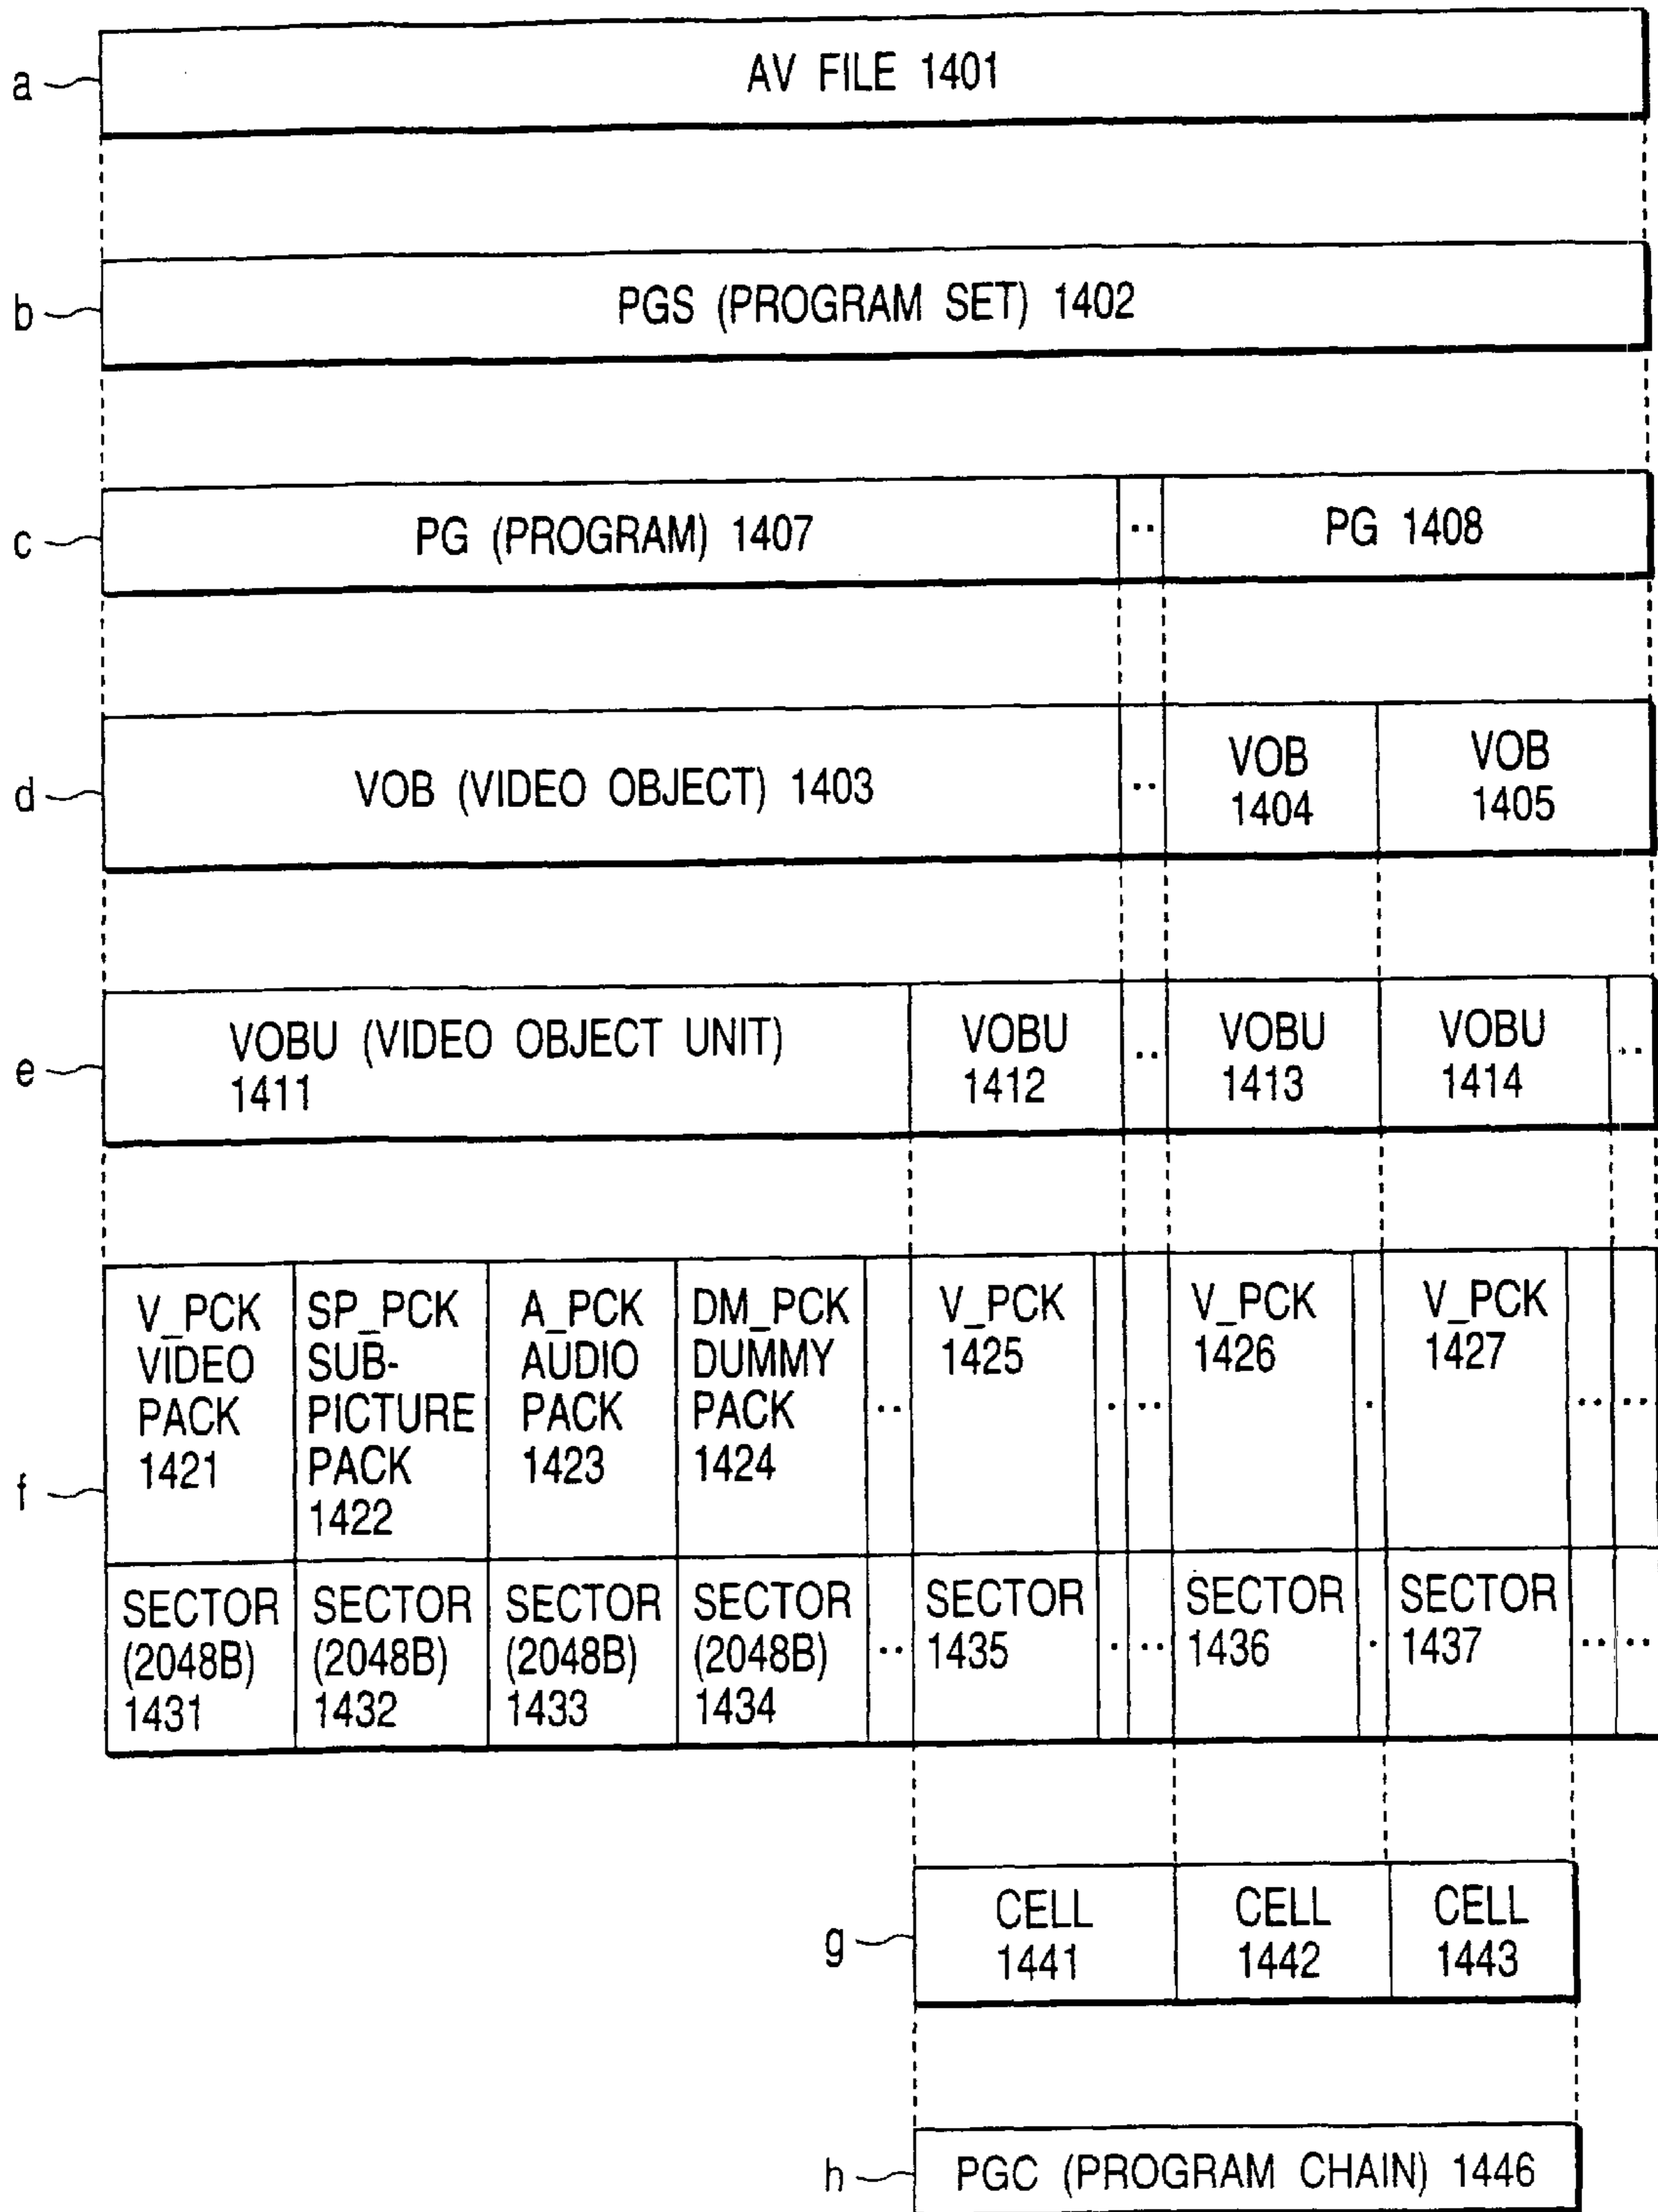 a
AV FILE 1401
b
PGS (PROGRAM SET) 1402
c
PG (PROGRAM) 1407
..
PG 1408
d
VOB (VIDEO OBJECT) 1403
..
VOB
1404
VOB
1405
e
VOBU (VIDEO OBJECT UNIT)
1411
VOBU
1412
..
VOBU
1413
VOBU
1414
..
f
V_PCK
VIDEO
PACK
1421
SP_PCK
SUB-
PICTURE
PACK
1422
A_PCK
AUDIO
PACK
1423
DM_PCK
DUMMY
PACK
1424
..
V_PCK
1425
.
..
V_PCK
1426
.
V_PCK
1427
..
..
SECTOR
(2048B)
1431
SECTOR
(2048B)
1432
SECTOR
(2048B)
1433
SECTOR
(2048B)
1434
..
SECTOR
1435
.
..
SECTOR
1436
.
SECTOR
1437
..
..
g
CELL
1441
CELL
1442
CELL
1443
h
PGC (PROGRAM CHAIN) 1446